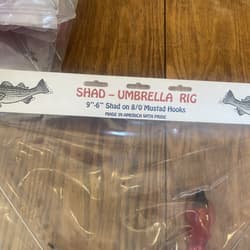 SHAD - UMBRELLA RIG
9"-6" Shad on 8/0 Mustad Hooks
MADE IN AMERICA WITH PRIDE